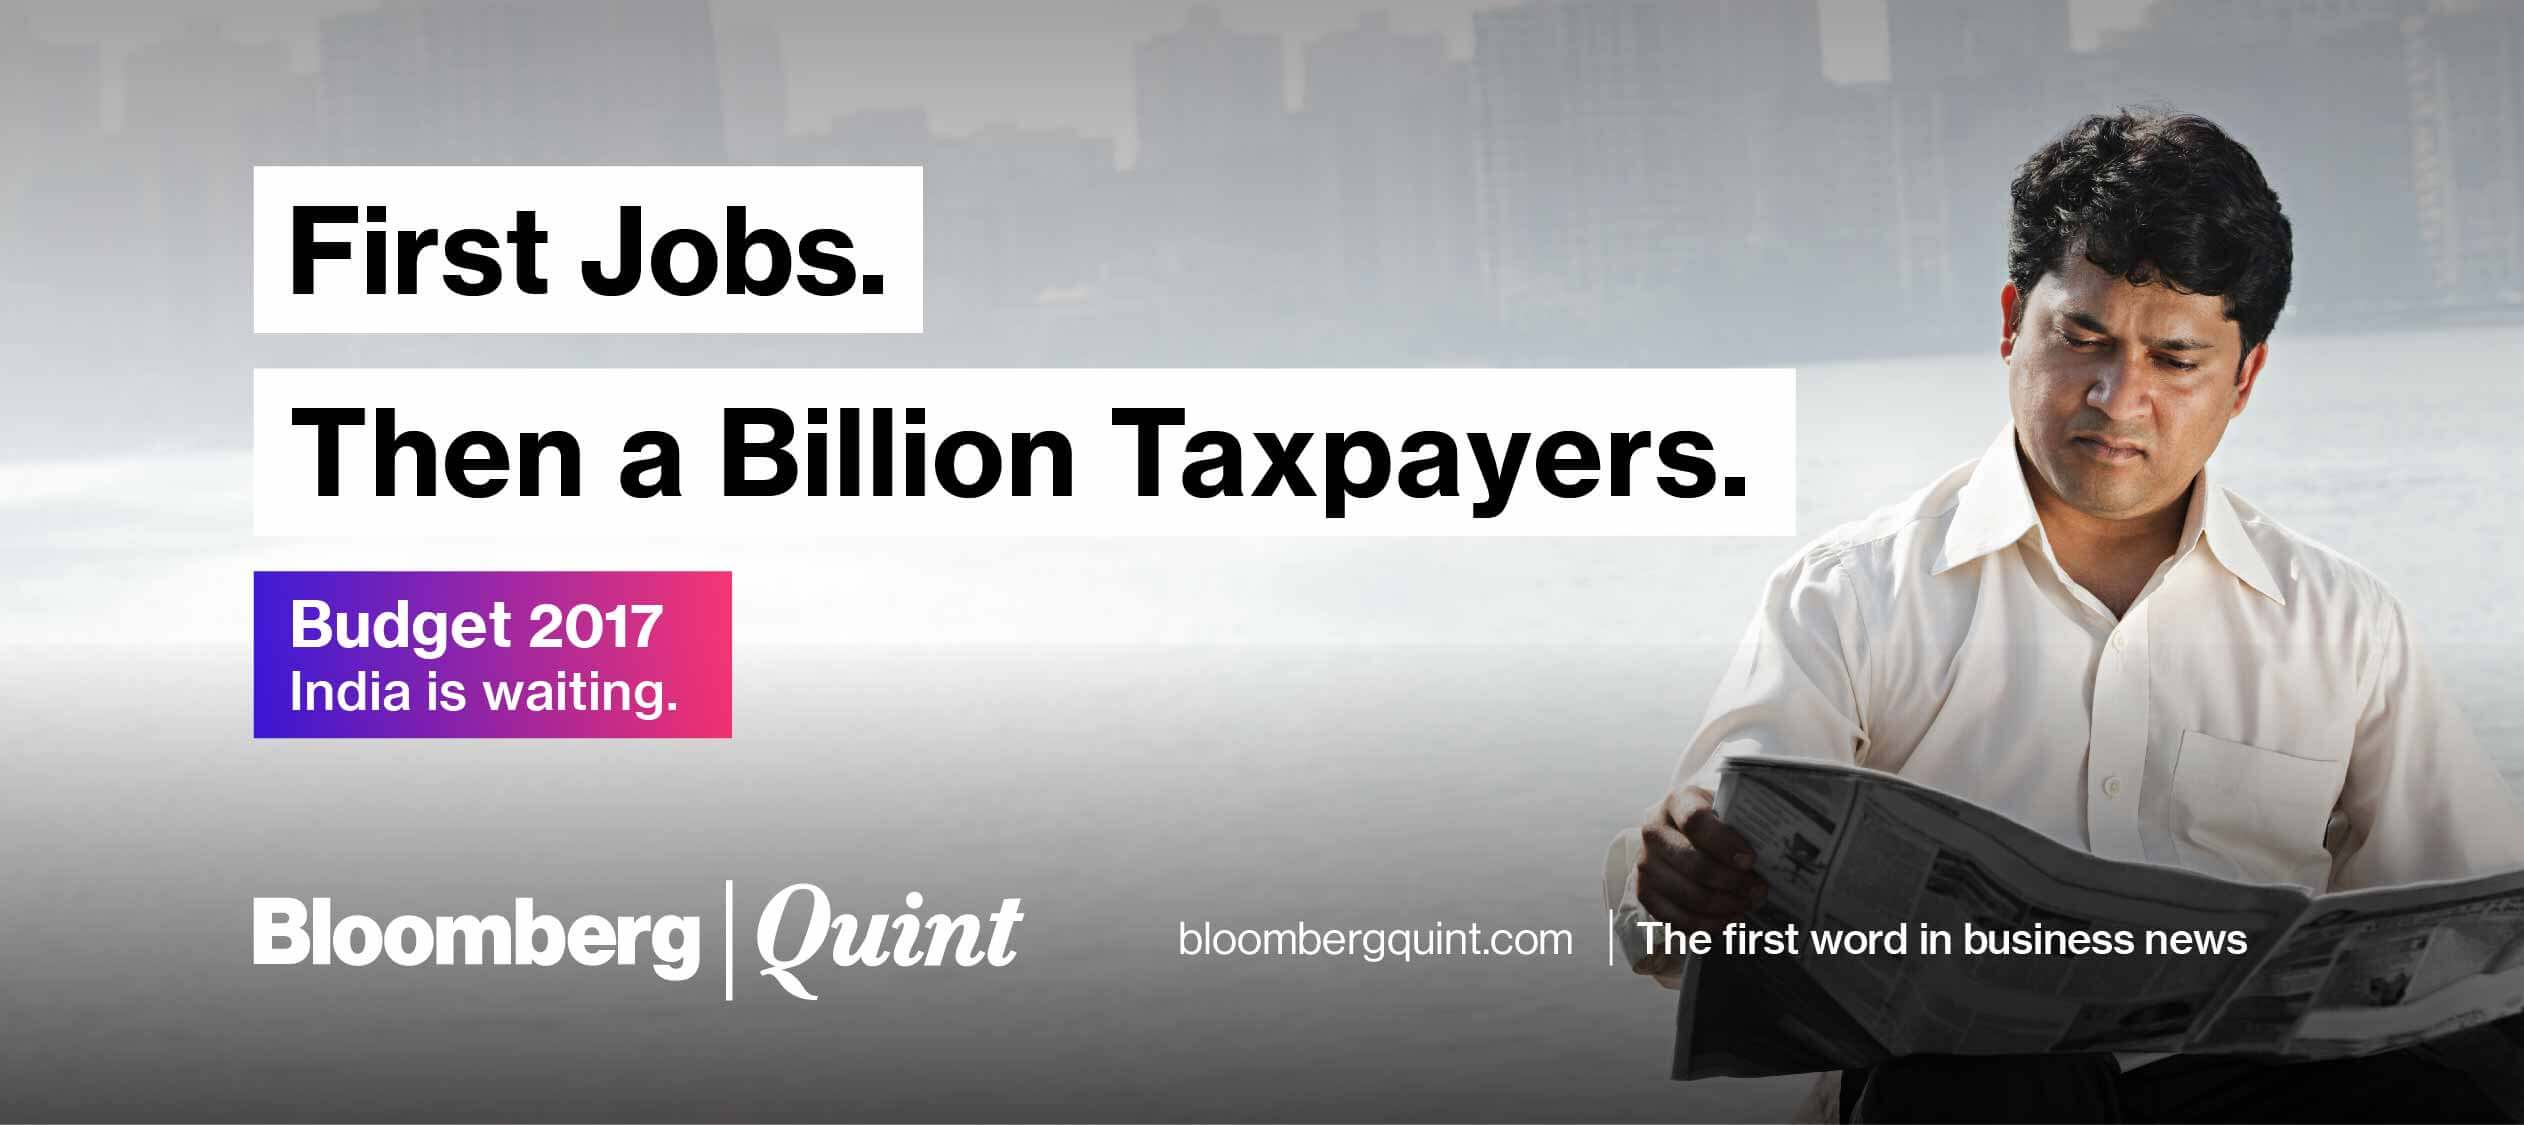 First Jobs.
Then a Billion Taxpayers.
Budget 2017
India is waiting.
Bloomberg | Quint
bloombergquint.com | The first word in business news